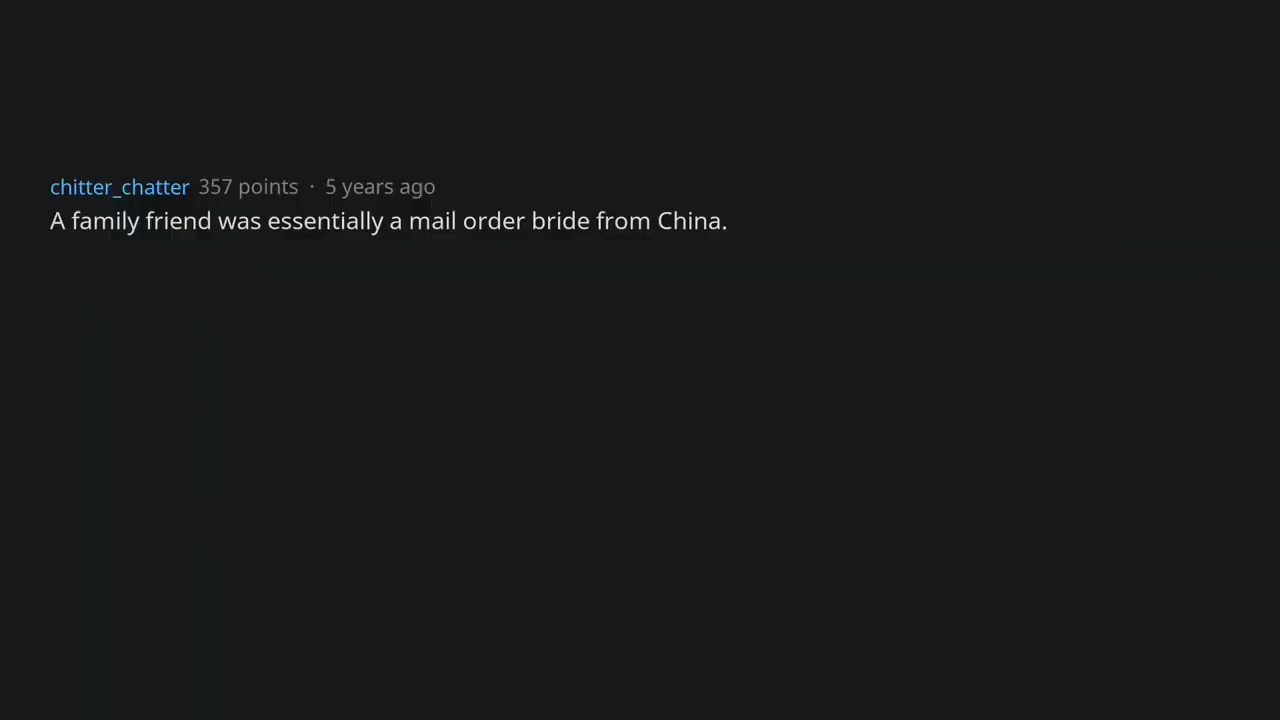 chitter_chatter 357 points · 5 years ago
A family friend was essentially a mail order bride from China.